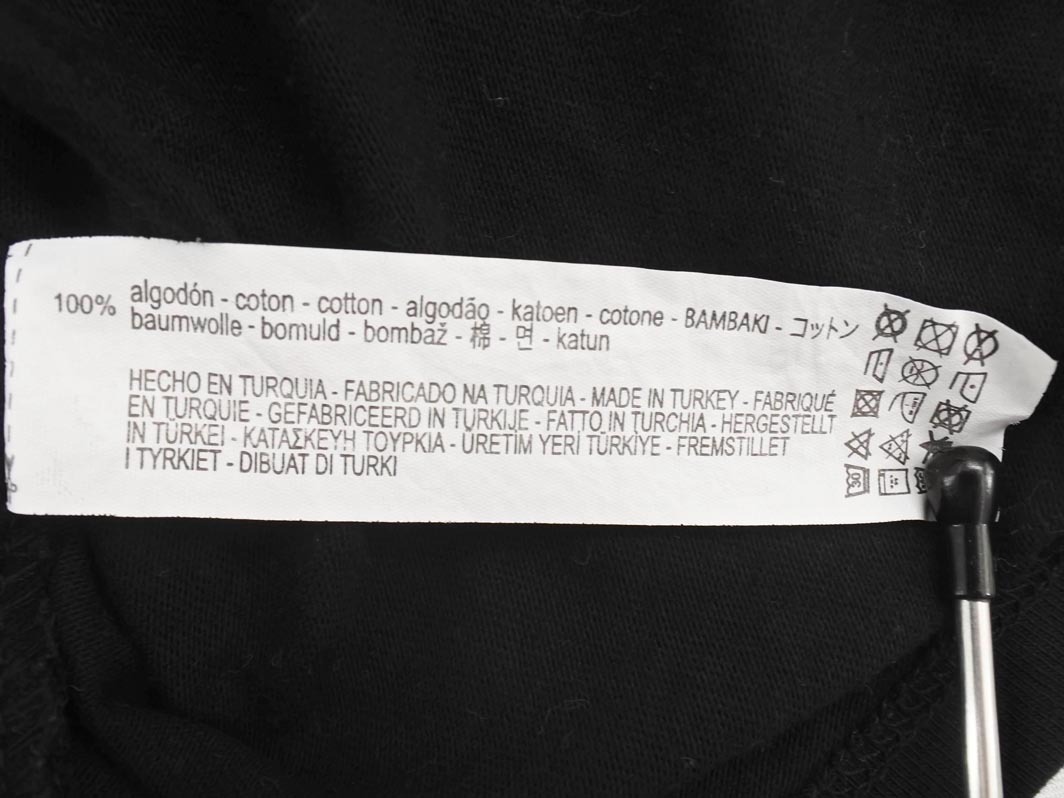 100% algodón - coton - cotton - algodão - katoen - cotone - BAMBAKI - コットン
baumwolle - bomuld - bombaž - 棉 - 면 - katun
HECHO EN TURQUIA - FABRICADO NA TURQUIA - MADE IN TURKEY - FABRIQUÉ
EN TURQUIE - GEFABRICEERD IN TURKIJE - FATTO IN TURCHIA - HERGESTELLT
IN TÜRKEI - ΚΑΤΑΣΚΕΥΗ ΤΟΥΡΚΙΑ - ÜRETIM YERİ TÜRKİYE - FREMSTILLET
I TYRKIET - DIBUAT DI TURKI
30